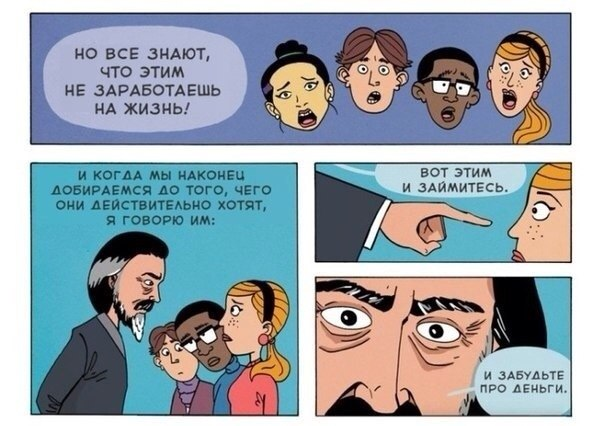 НО ВСЕ ЗНАЮТ,
ЧТО ЭТИМ
НЕ ЗАРАБОТАЕШЬ
НА ЖИЗНЬ!
И КОГДА МЫ НАКОНЕЦ
ДОБИРАЕМСЯ ДО ТОГО, ЧЕГО
ОНИ ДЕЙСТВИТЕЛЬНО ХОТЯТ,
Я ГОВОРЮ ИМ:
ВОТ ЭТИМ
И ЗАЙМИТЕСЬ.
И ЗАБУДЬТЕ
ПРО ДЕНЬГИ.